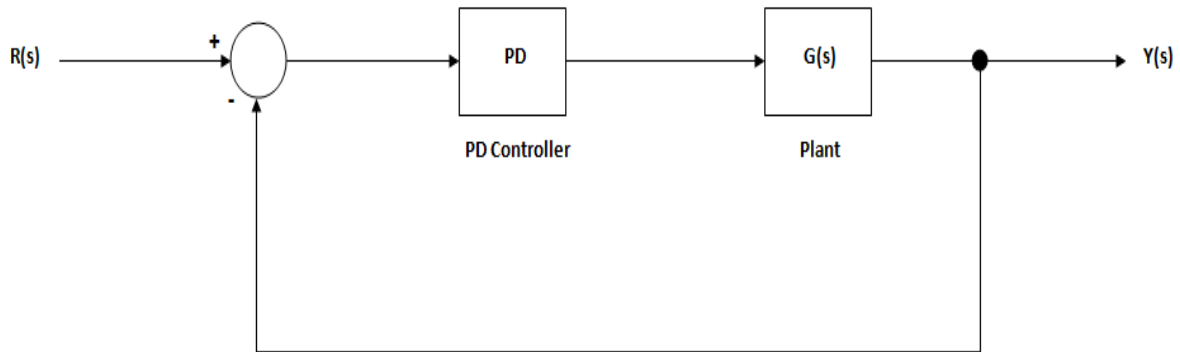 +
R(s)
PD
G(s)
Y(s)
-
PD Controller
Plant